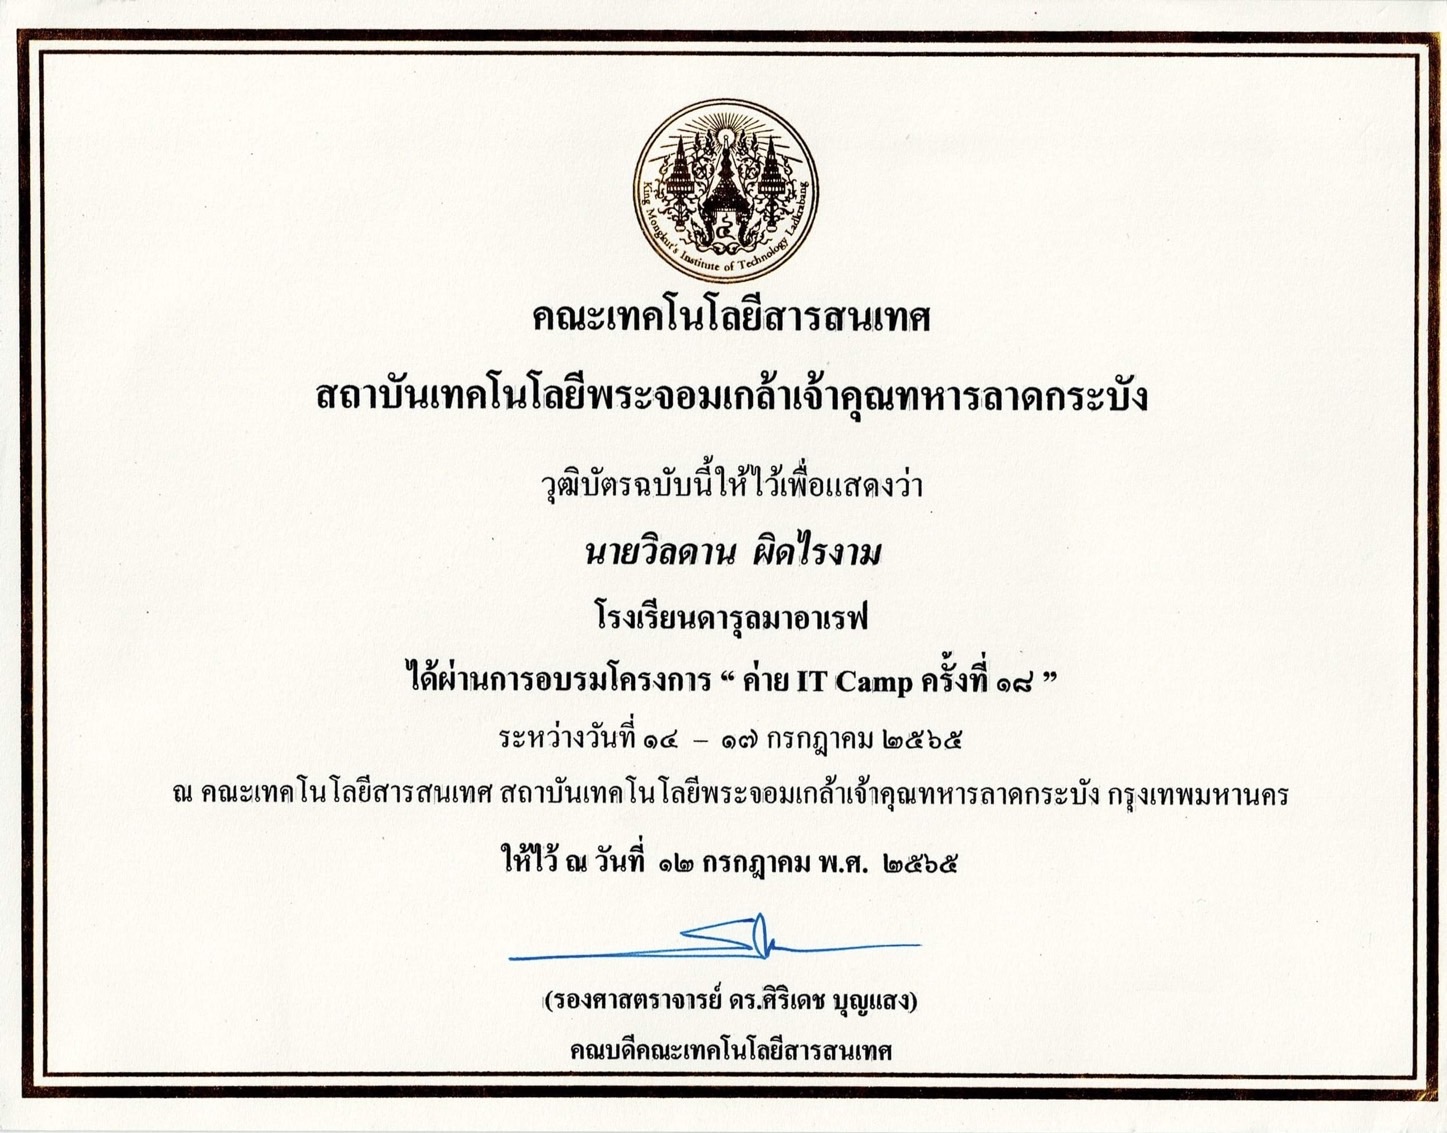 King Mongkut's Institute of Technology Ladkrabang
คณะเทคโนโลยีสารสนเทศ
สถาบันเทคโนโลยีพระจอมเกล้าเจ้าคุณทหารลาดกระบัง
วุฒิบัตรฉบับนี้ให้ไว้เพื่อแสดงว่า
นายวิลดาน ผิดไรงาม
โรงเรียนดารุลมาอาเรฟ
ได้ผ่านการอบรมโครงการ “ ค่าย IT Camp ครั้งที่ ๑๘ ”
ระหว่างวันที่ ๑๔ – ๑๗ กรกฎาคม ๒๕๖๕
ณ คณะเทคโนโลยีสารสนเทศ สถาบันเทคโนโลยีพระจอมเกล้าเจ้าคุณทหารลาดกระบัง กรุงเทพมหานคร
ให้ไว้ ณ วันที่ ๑๒ กรกฎาคม พ.ศ. ๒๕๖๕
(รองศาสตราจารย์ ดร.ศิริเดช บุญแสง)
คณบดีคณะเทคโนโลยีสารสนเทศ